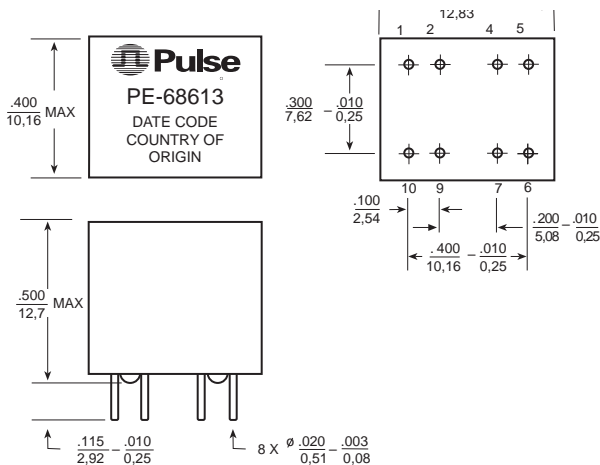 Pulse
PE-68613
DATE CODE
COUNTRY OF
ORIGIN
.400
10,16 MAX
12,83
1 2 4 5
.300 – .010
7,62 0,25
10 9 7 6
.100
2,54
.200 – .010
5,08 0,25
.400 – .010
10,16 0,25
.500
12,7 MAX
.115 – .010
2,92 0,25
8 X ø .020 – .003
0,51 0,08